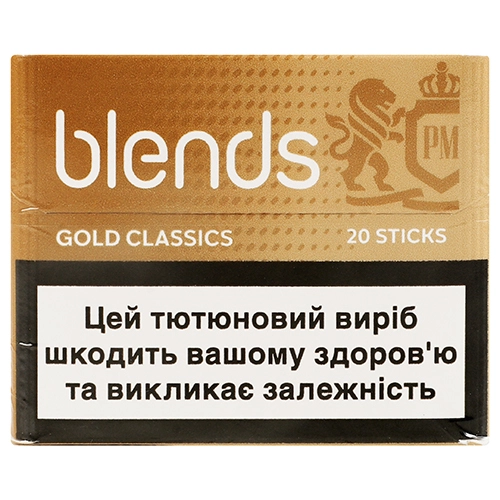 blends
PM
GOLD CLASSICS 20 STICKS
Цей тютюновий виріб
шкодить вашому здоров'ю
та викликає залежність